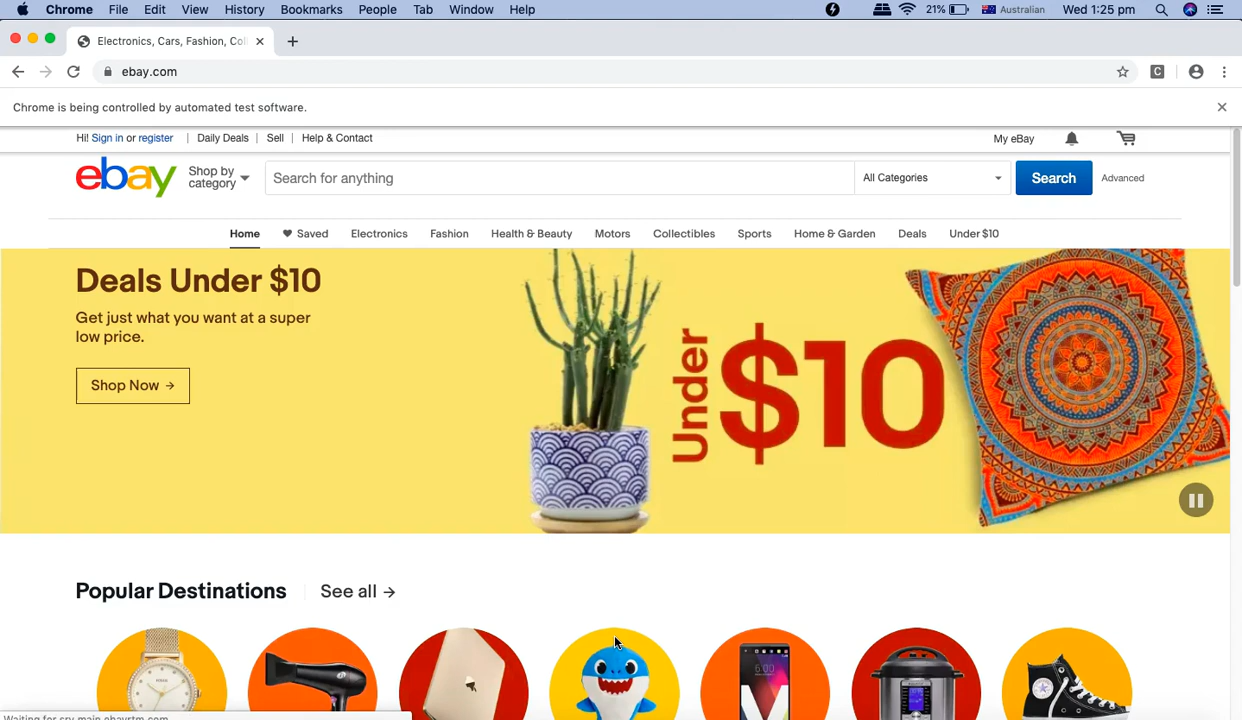 Chrome File Edit View History Bookmarks People Tab Window Help 21% Australian Wed 1:25 pm
Electronics, Cars, Fashion, Col
ebay.com
Chrome is being controlled by automated test software.
Hi! Sign in or register | Daily Deals | Sell | Help & Contact My eBay
ebay Shop by category Search for anything All Categories Search Advanced
Home Saved Electronics Fashion Health & Beauty Motors Collectibles Sports Home & Garden Deals Under $10
Deals Under $10
Get just what you want at a super
low price.
Shop Now →
Under $10
Popular Destinations See all →
6:00